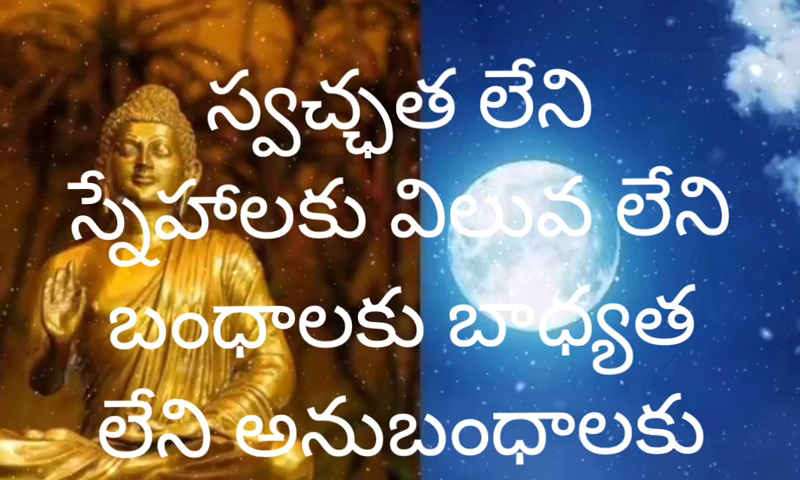 స్వచ్ఛత లేని
స్నేహాలకు విలువ లేని
బంధాలకు బాధ్యత
లేని అనుబంధాలకు